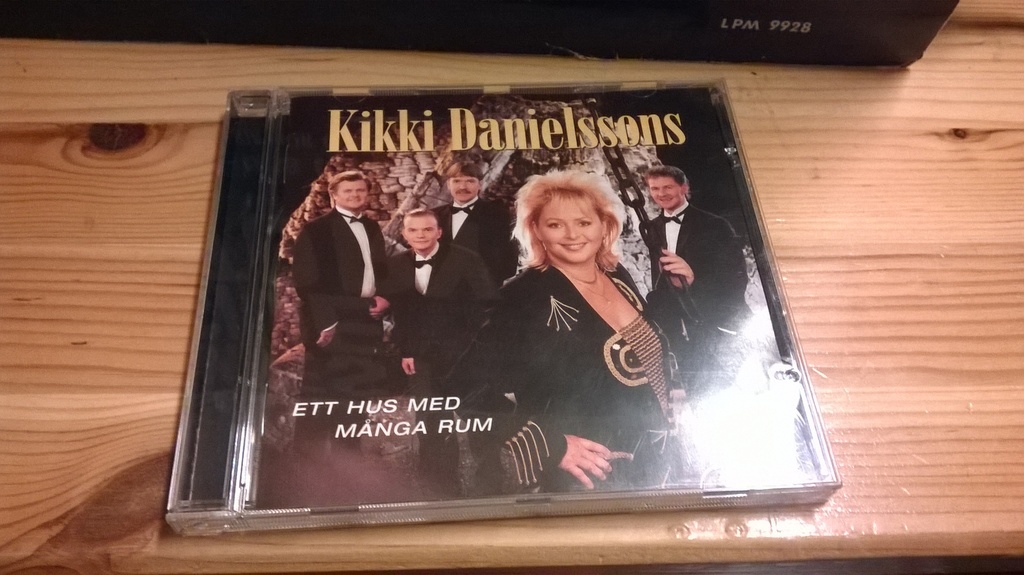 LPM 9928
Kikki Danielssons
ETT HUS MED
MÅNGA RUM